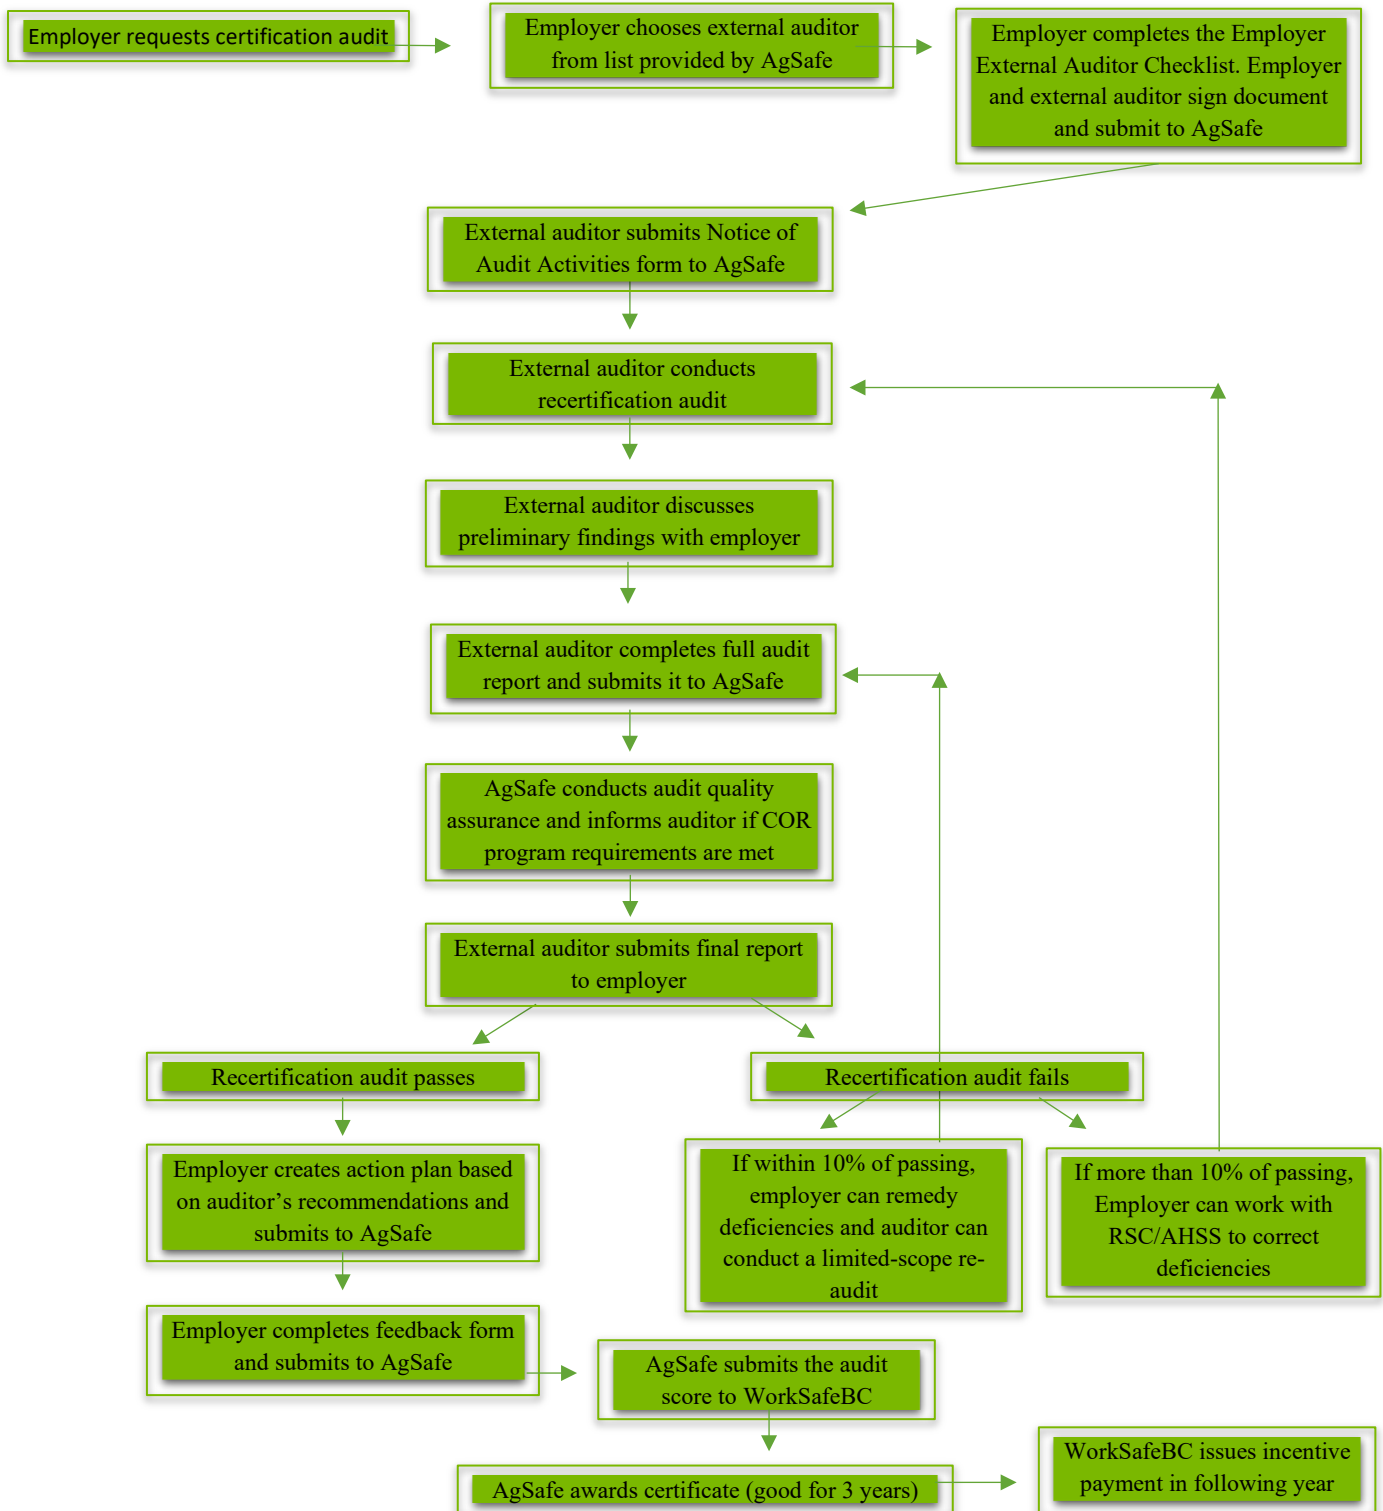 Employer requests certification audit
Employer chooses external auditor
from list provided by AgSafe
Employer completes the Employer
External Auditor Checklist. Employer
and external auditor sign document
and submit to AgSafe
External auditor submits Notice of
Audit Activities form to AgSafe
External auditor conducts
recertification audit
External auditor discusses
preliminary findings with employer
External auditor completes full audit
report and submits it to AgSafe
AgSafe conducts audit quality
assurance and informs auditor if COR
program requirements are met
External auditor submits final report
to employer
Recertification audit passes
Recertification audit fails
Employer creates action plan based
on auditor’s recommendations and
submits to AgSafe
If within 10% of passing,
employer can remedy
deficiencies and auditor can
conduct a limited-scope re-
audit
If more than 10% of passing,
Employer can work with
RSC/AHSS to correct
deficiencies
Employer completes feedback form
and submits to AgSafe
AgSafe submits the audit
score to WorkSafeBC
AgSafe awards certificate (good for 3 years)
WorkSafeBC issues incentive
payment in following year